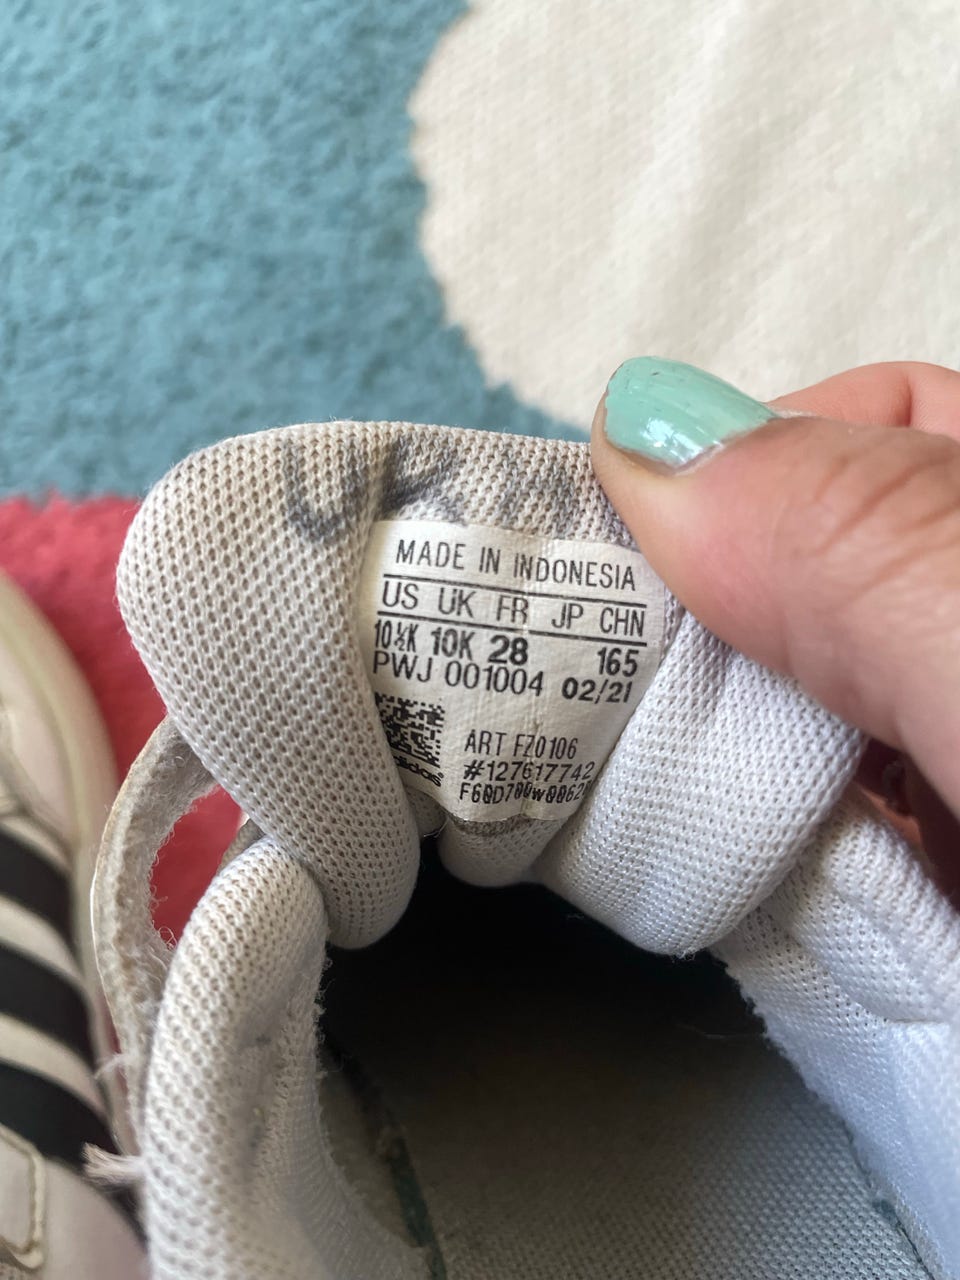 MADE IN INDONESIA
US UK FR JP CHN
10½K 10K 28 165
PWJ 001004 02/21
ART FZ0106
#127617742
adidas